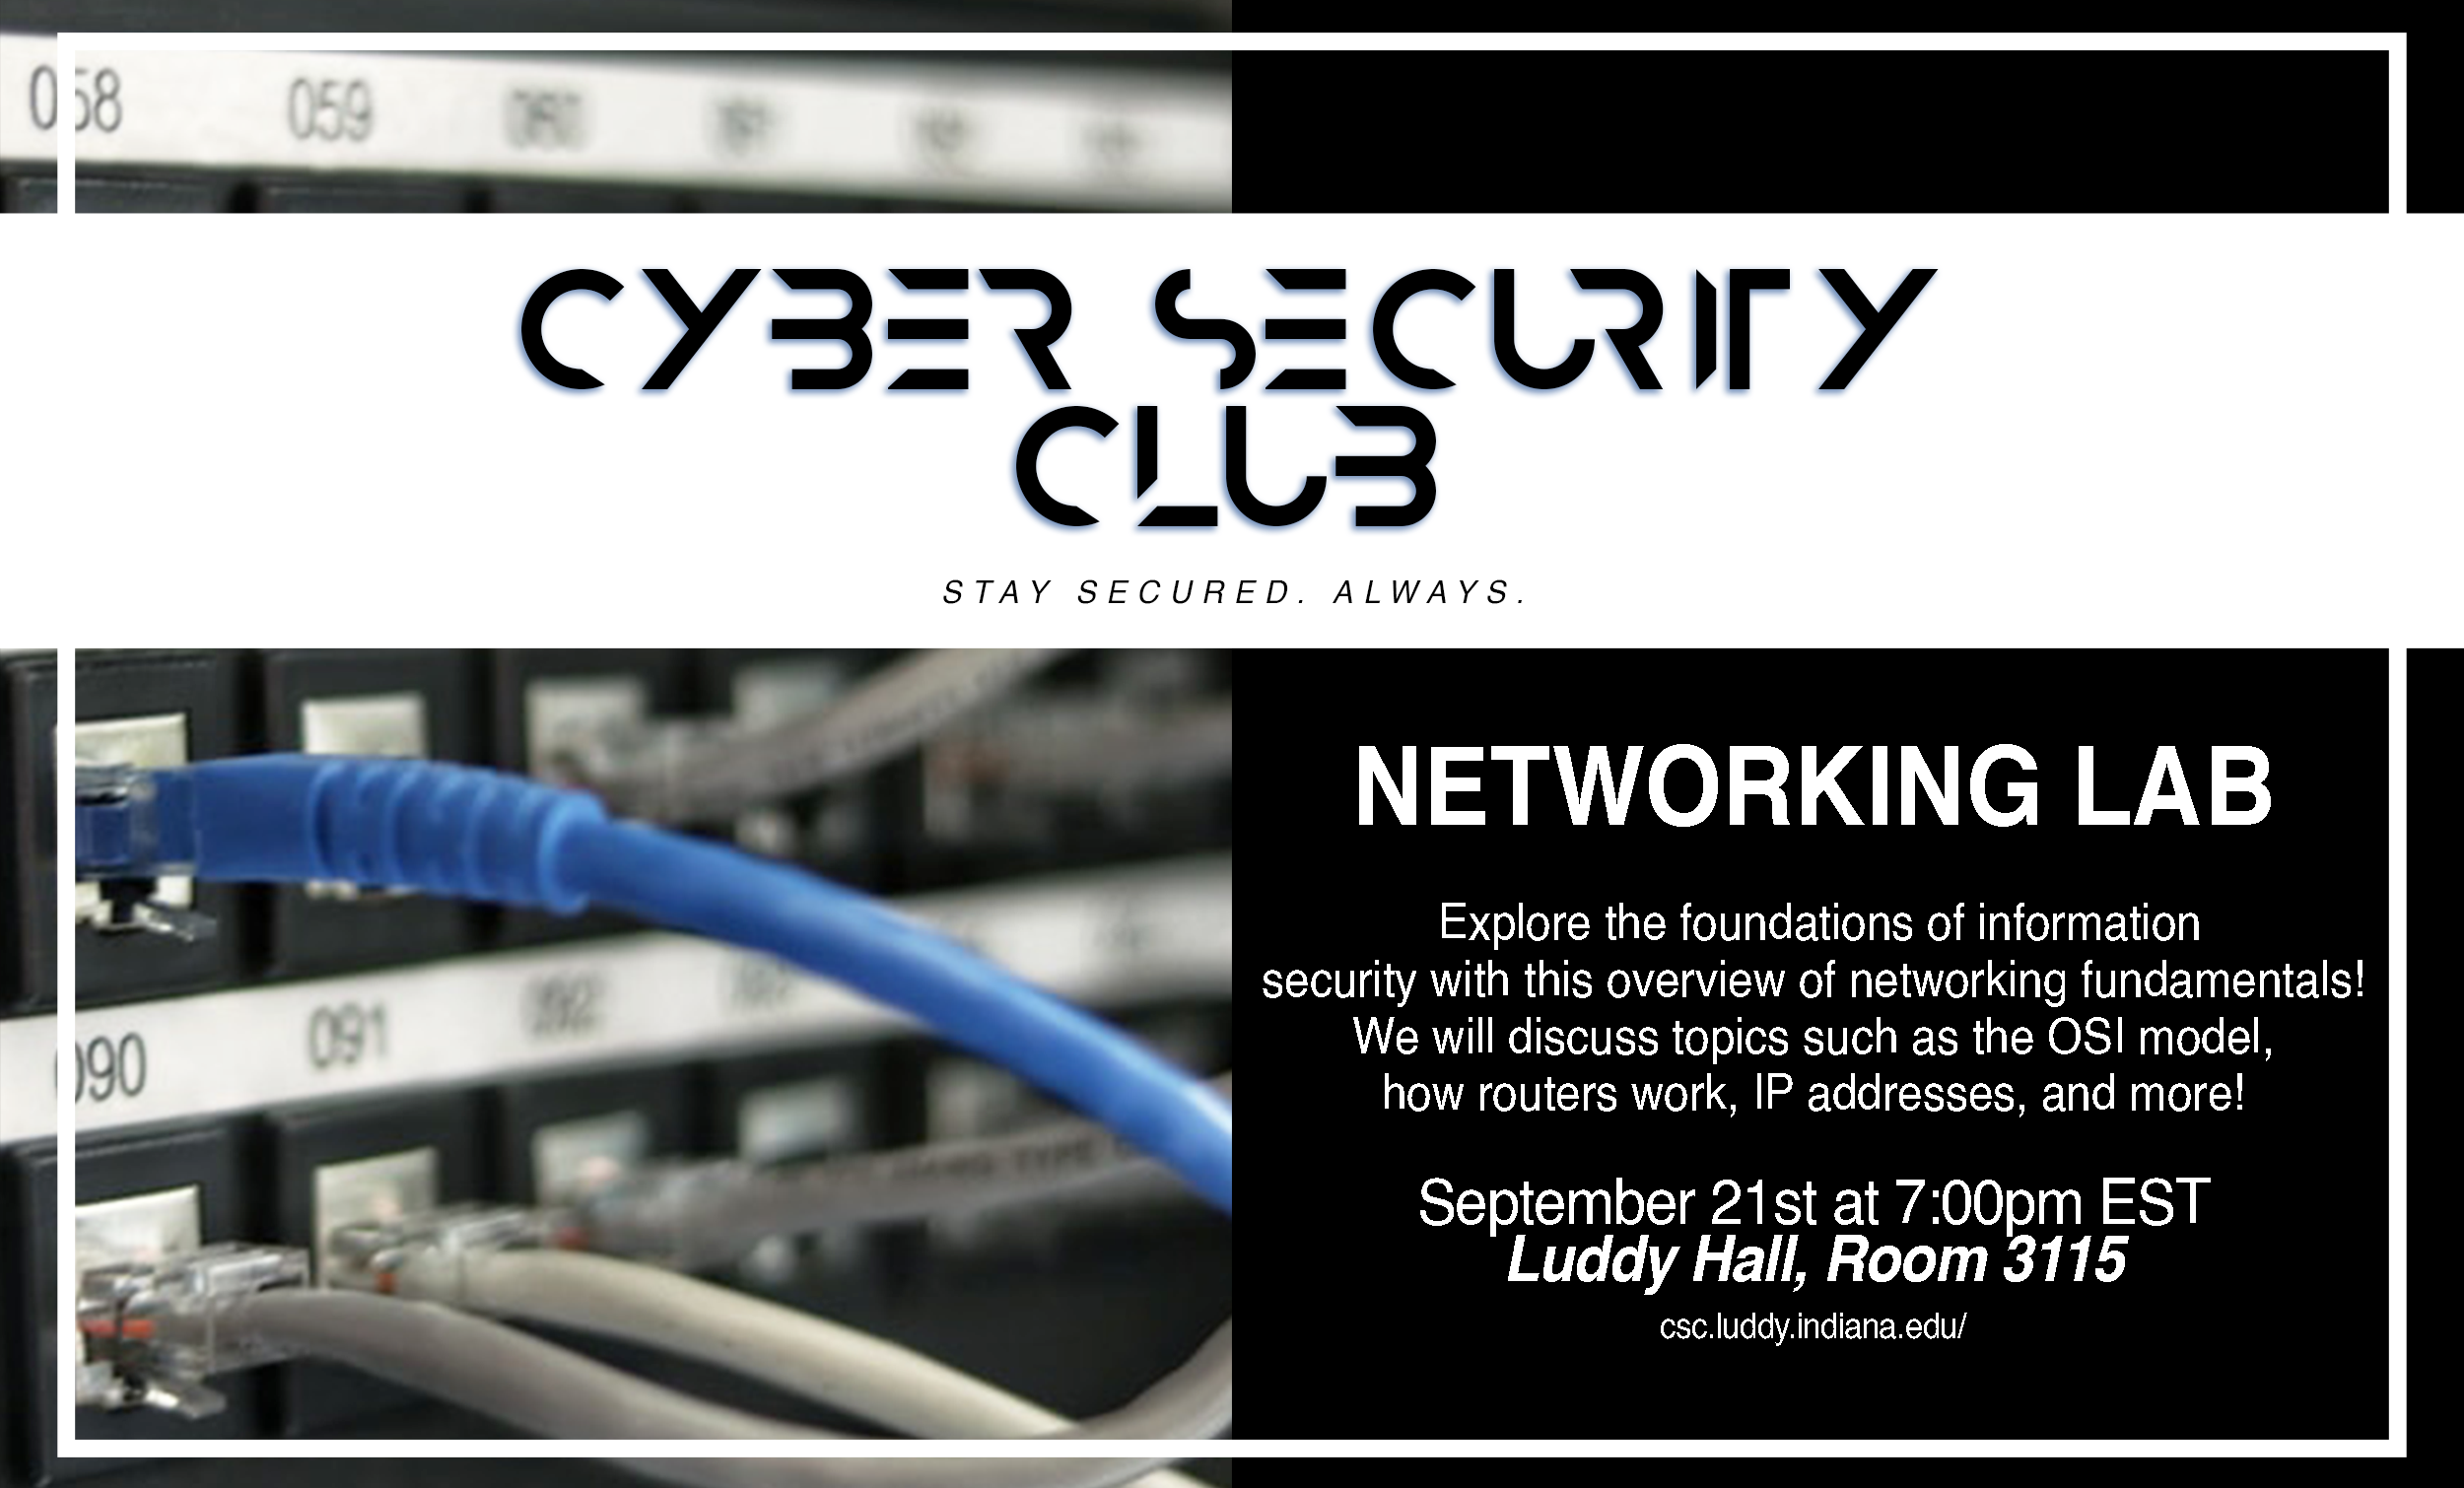 058 059
CYBER SECURITY
CLUB
STAY SECURED. ALWAYS.
NETWORKING LAB
Explore the foundations of information
security with this overview of networking fundamentals!
We will discuss topics such as the OSI model,
how routers work, IP addresses, and more!
September 21st at 7:00pm EST
Luddy Hall, Room 3115
csc.luddy.indiana.edu/
090 091 092